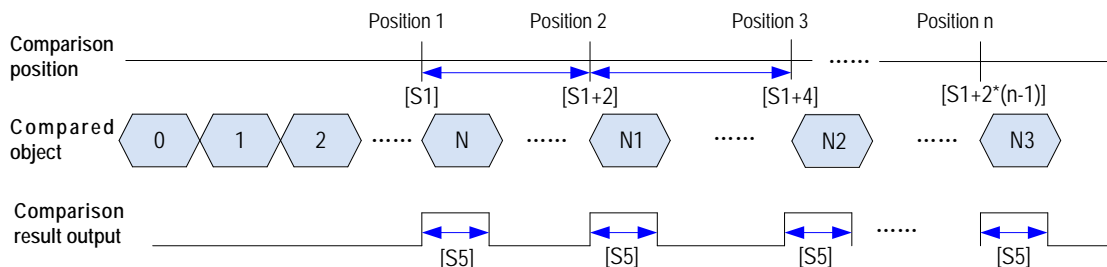 Position 1 Position 2 Position 3 Position n
Comparison position ......
[S1] [S1+2] [S1+4] [S1+2*(n-1)]
Compared object 0 1 2 ...... N ...... N1 ...... N2 ...... N3
Comparison result output ......
[S5] [S5] [S5] [S5]